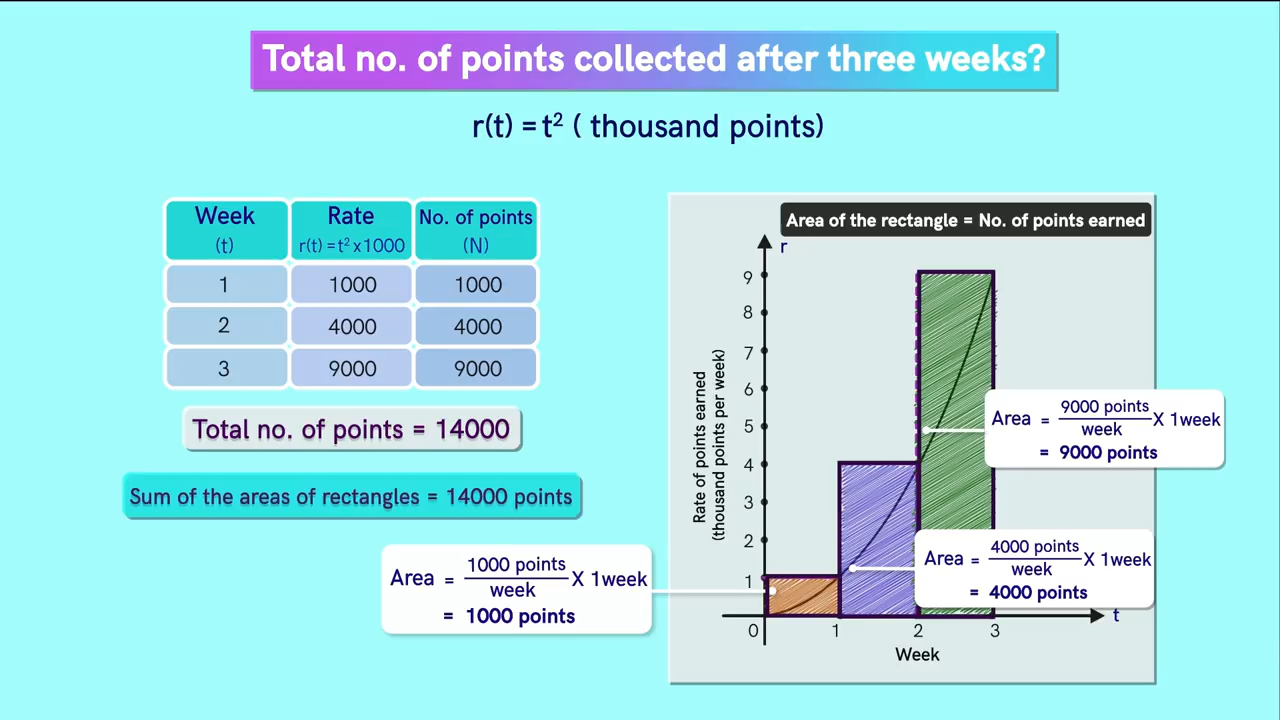 Total no. of points collected after three weeks?
r(t) = t² ( thousand points)
Week Rate No. of points
(t) r(t) = t² x 1000 (N)
1 1000 1000
2 4000 4000
3 9000 9000
Total no. of points = 14000
Sum of the areas of rectangles = 14000 points
Area = 1000 points / week X 1week
= 1000 points
Area of the rectangle = No. of points earned
r
9
8
7
6
5
4
3
2
1
Rate of points earned
(thousand points per week)
Area = 9000 points / week X 1week
= 9000 points
Area = 4000 points / week X 1week
= 4000 points
0 1 2 3 t
Week